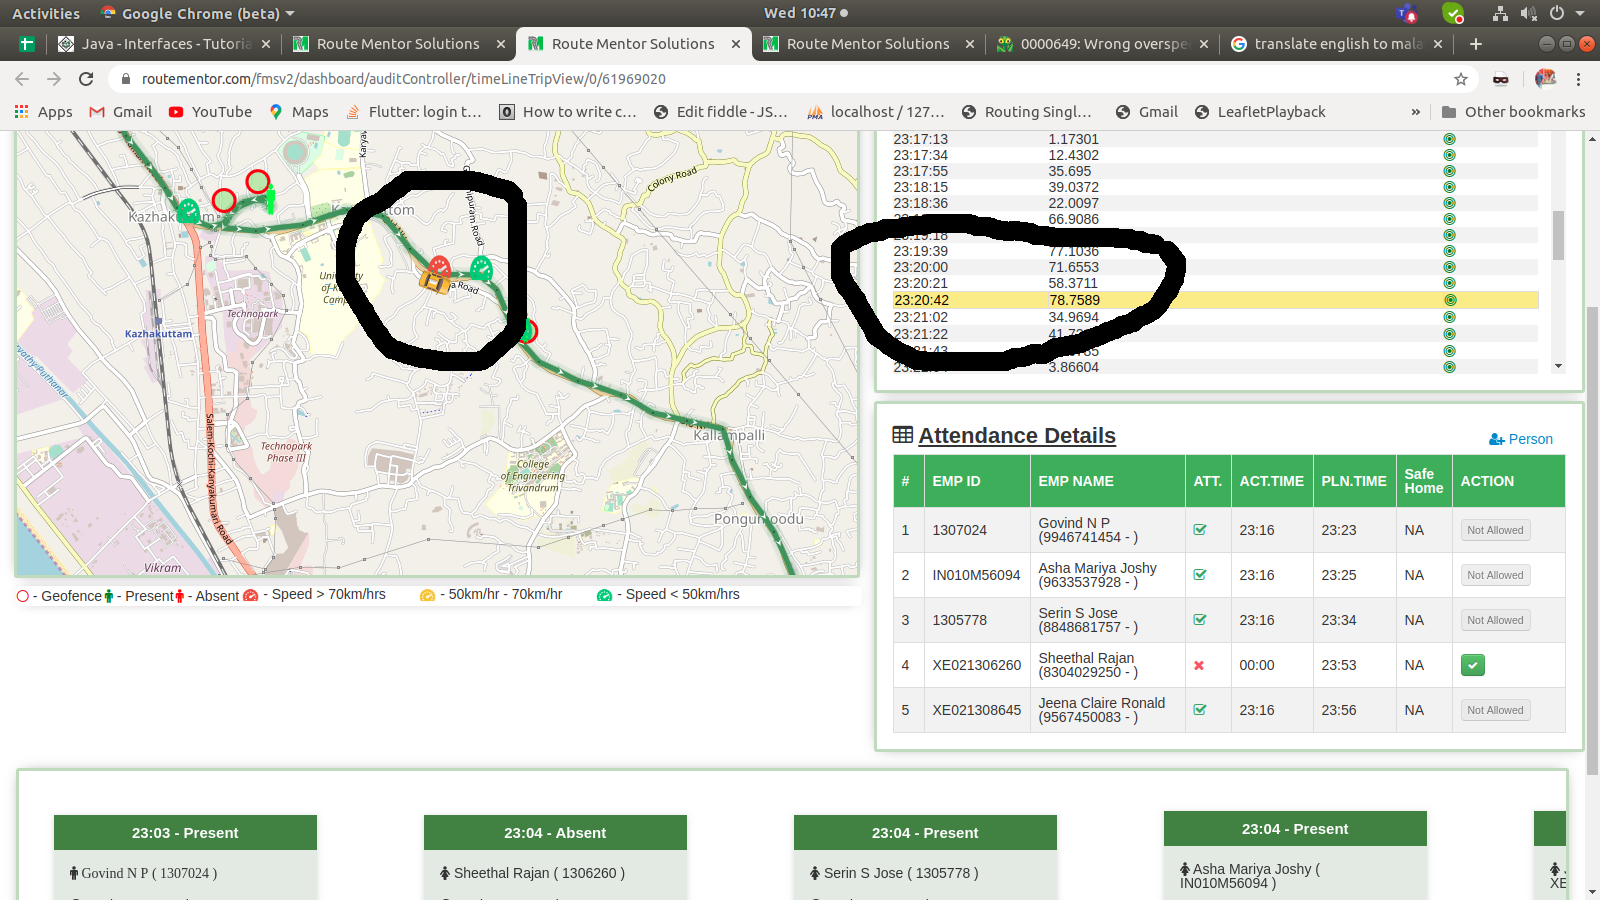 Activities
Google Chrome (beta)
Wed 10:47
Java - Interfaces - Tutoria
Route Mentor Solutions
Route Mentor Solutions
Route Mentor Solutions
0000649: Wrong overspe
translate english to mala
routementor.com/fmsv2/dashboard/auditController/timeLineTripView/0/61969020
Apps
Gmail
YouTube
Maps
Flutter: login t...
How to write c...
Edit fiddle - JS...
localhost / 127...
Routing Singl...
Gmail
LeafletPlayback
»
Other bookmarks
Colony Road
Kazhakuttam
Technopark
Kazhakuttam
Technopark
Phase III
Salem-Kochi-Kanyakumari Road
College
of Engineering
Trivandrum
Kallampalli
Vikram
23:17:13 1.17301
23:17:34 12.4302
23:17:55 35.695
23:18:15 39.0372
23:18:36 22.0097
66.9086
23:19:18
23:19:39 77.1036
23:20:00 71.6553
23:20:21 58.3711
23:20:42 78.7589
23:21:02 34.9694
23:21:22
3.86604
- Geofence - Present - Absent - Speed > 70km/hrs - 50km/hr - 70km/hr - Speed < 50km/hrs
Attendance Details
Person
# EMP ID EMP NAME ATT. ACT.TIME PLN.TIME Safe Home ACTION
1 1307024 Govind N P (9946741454 - ) 23:16 23:23 NA Not Allowed
2 IN010M56094 Asha Mariya Joshy (9633537928 - ) 23:16 23:25 NA Not Allowed
3 1305778 Serin S Jose (8848681757 - ) 23:16 23:34 NA Not Allowed
4 XE021306260 Sheethal Rajan (8304029250 - ) 00:00 23:53 NA
5 XE021308645 Jeena Claire Ronald (9567450083 - ) 23:16 23:56 NA Not Allowed
23:03 - Present
Govind N P ( 1307024 )
23:04 - Absent
Sheethal Rajan ( 1306260 )
23:04 - Present
Serin S Jose ( 1305778 )
23:04 - Present
Asha Mariya Joshy (
IN010M56094 )
XE